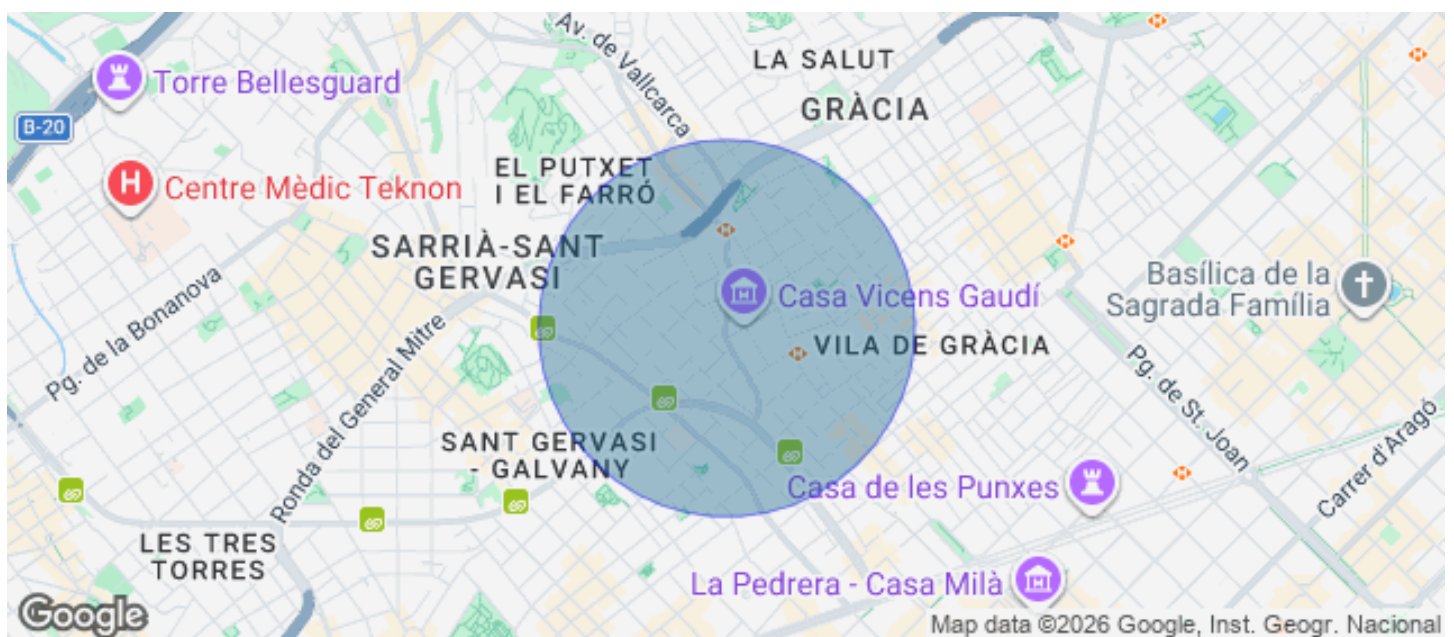 Av. de Vallcarca
LA SALUT
GRÀCIA
Torre Bellesguard
B-20
H
Centre Mèdic Teknon
EL PUTXET
I EL FARRÓ
SARRIÀ-SANT
GERVASI
Casa Vicens Gaudí
Basílica de la
Sagrada Família
Pg. de la Bonanova
VILA DE GRÀCIA
Ronda del General Mitre
Pg. de St. Joan
SANT GERVASI
- GALVANY
Casa de les Punxes
Carrer d'Aragó
LES TRES
TORRES
La Pedrera - Casa Milà
Google
Map data ©2026 Google, Inst. Geogr. Nacional